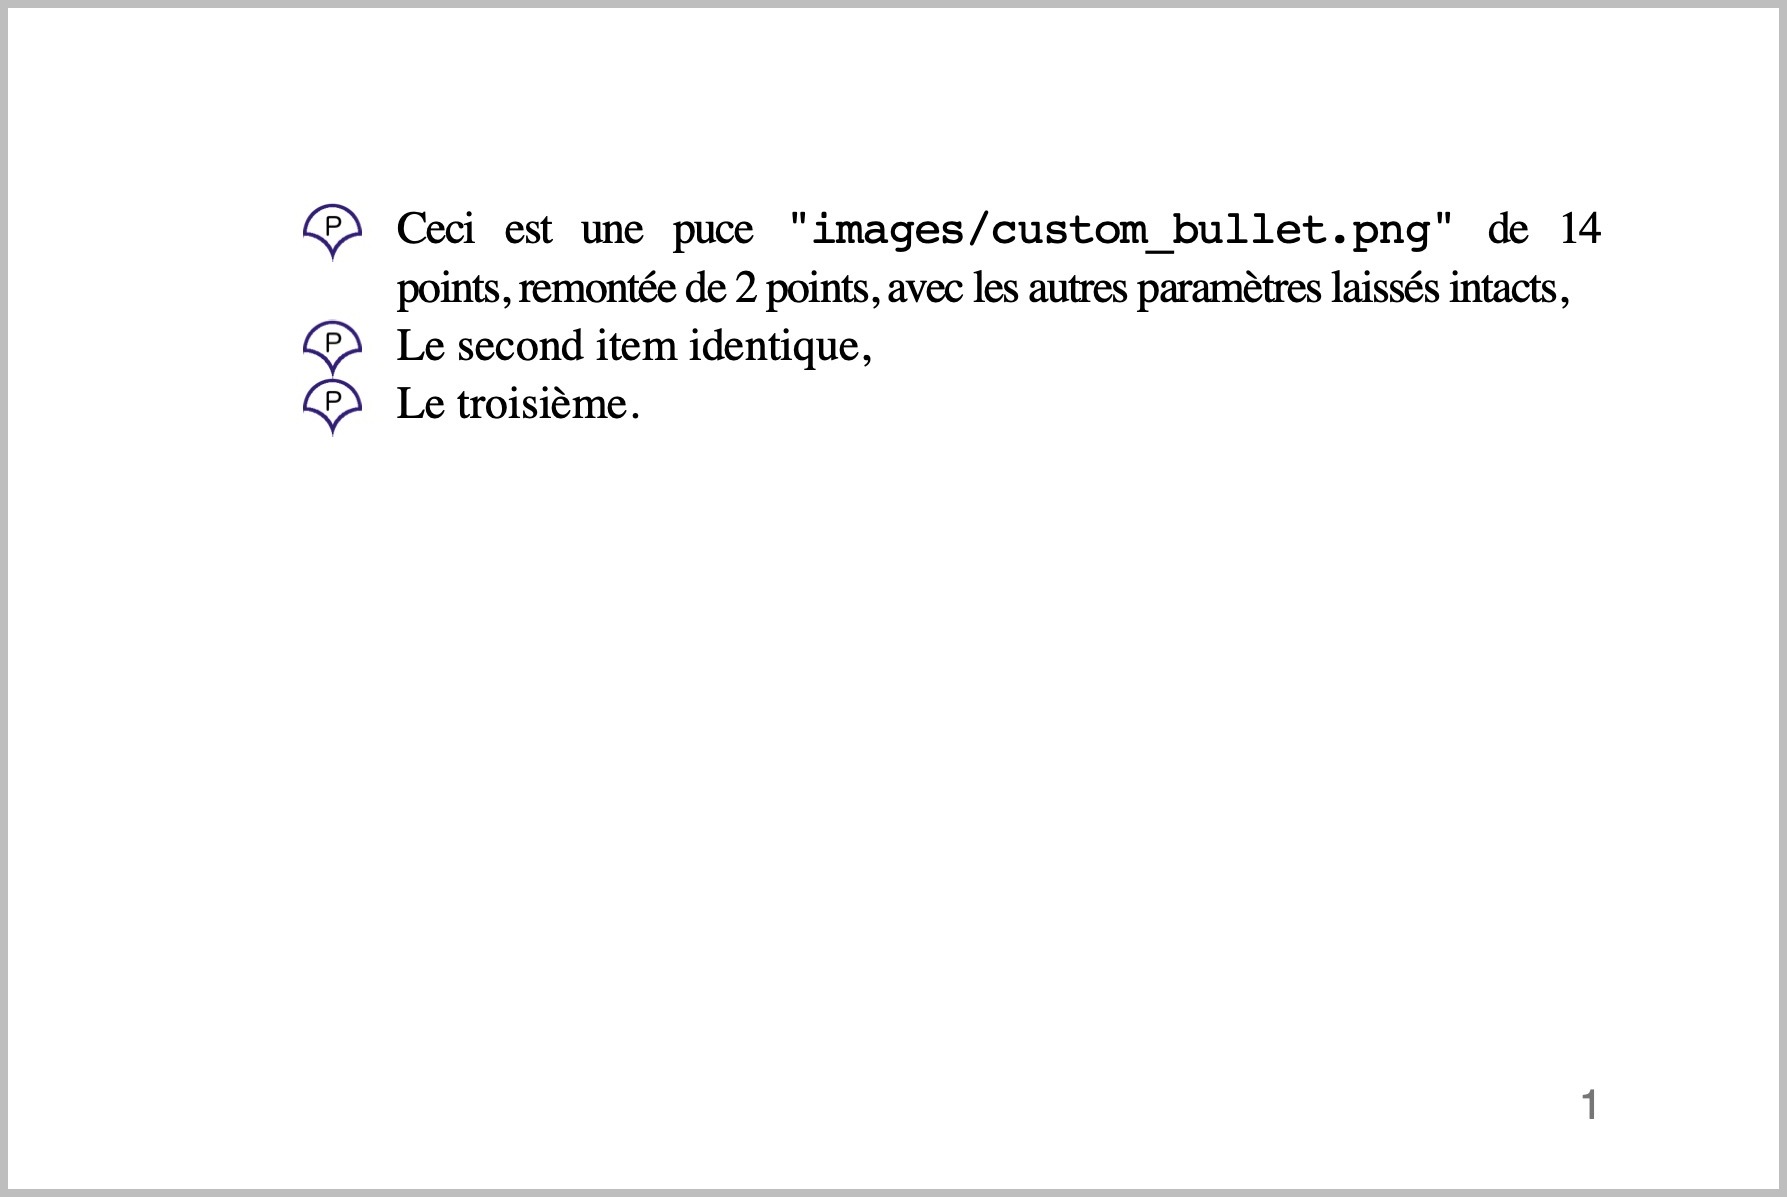 P Ceci est une puce "images/custom_bullet.png" de 14
points, remontée de 2 points, avec les autres paramètres laissés intacts,
P Le second item identique,
P Le troisième.
1